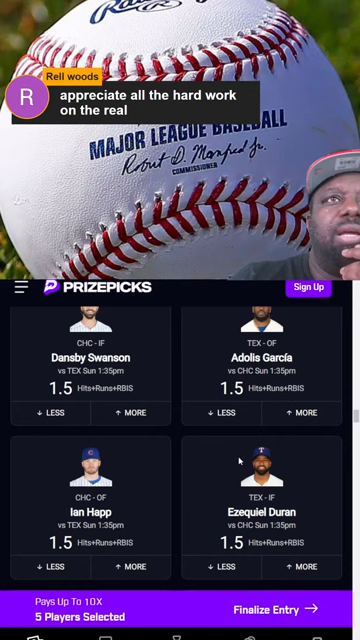 Rawlings
Rell woods
R
appreciate all the hard work
on the real
MAJOR LEAGUE BASEBALL
Robert D. Manfred Jr.
COMMISSIONER
PRIZEPICKS
Sign Up
CHC - IF
Dansby Swanson
vs TEX Sun 1:35pm
1.5 Hits+Runs+RBIS
↓ LESS
↑ MORE
TEX - OF
Adolis García
vs CHC Sun 1:35pm
1.5 Hits+Runs+RBIS
↓ LESS
↑ MORE
CHC - OF
Ian Happ
vs TEX Sun 1:35pm
1.5 Hits+Runs+RBIS
↓ LESS
↑ MORE
TEX - IF
Ezequiel Duran
vs CHC Sun 1:35pm
1.5 Hits+Runs+RBIS
↓ LESS
↑ MORE
Pays Up To 10X
5 Players Selected
Finalize Entry →